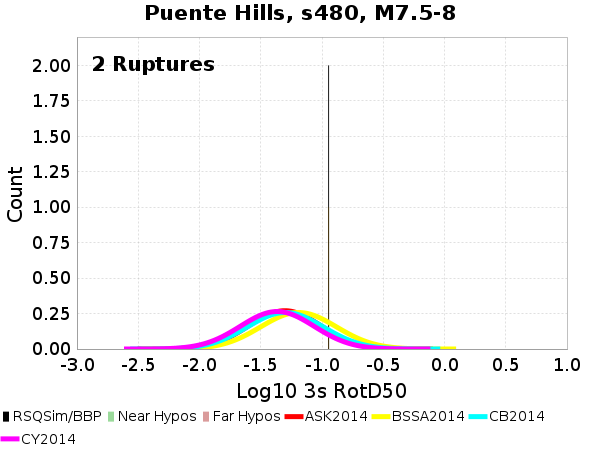 Puente Hills, s480, M7.5-8
2 Ruptures
2.00
1.75
1.50
1.25
1.00
0.75
0.50
0.25
0.00
Count
-3.0 -2.5 -2.0 -1.5 -1.0 -0.5 0.0 0.5 1.0
Log10 3s RotD50
RSQSim/BBP Near Hypos Far Hypos ASK2014 BSSA2014 CB2014
CY2014